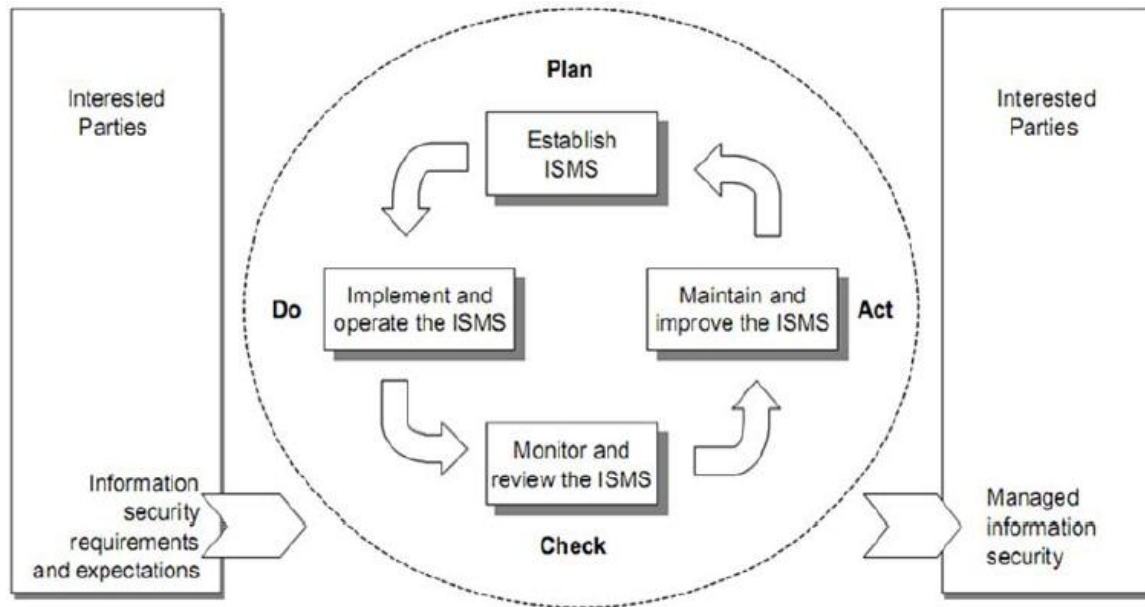 Interested
Parties
Information
security
requirements
and expectations
Plan
Establish
ISMS
Do
Implement and
operate the ISMS
Maintain and
improve the ISMS
Act
Monitor and
review the ISMS
Check
Interested
Parties
Managed
information
security